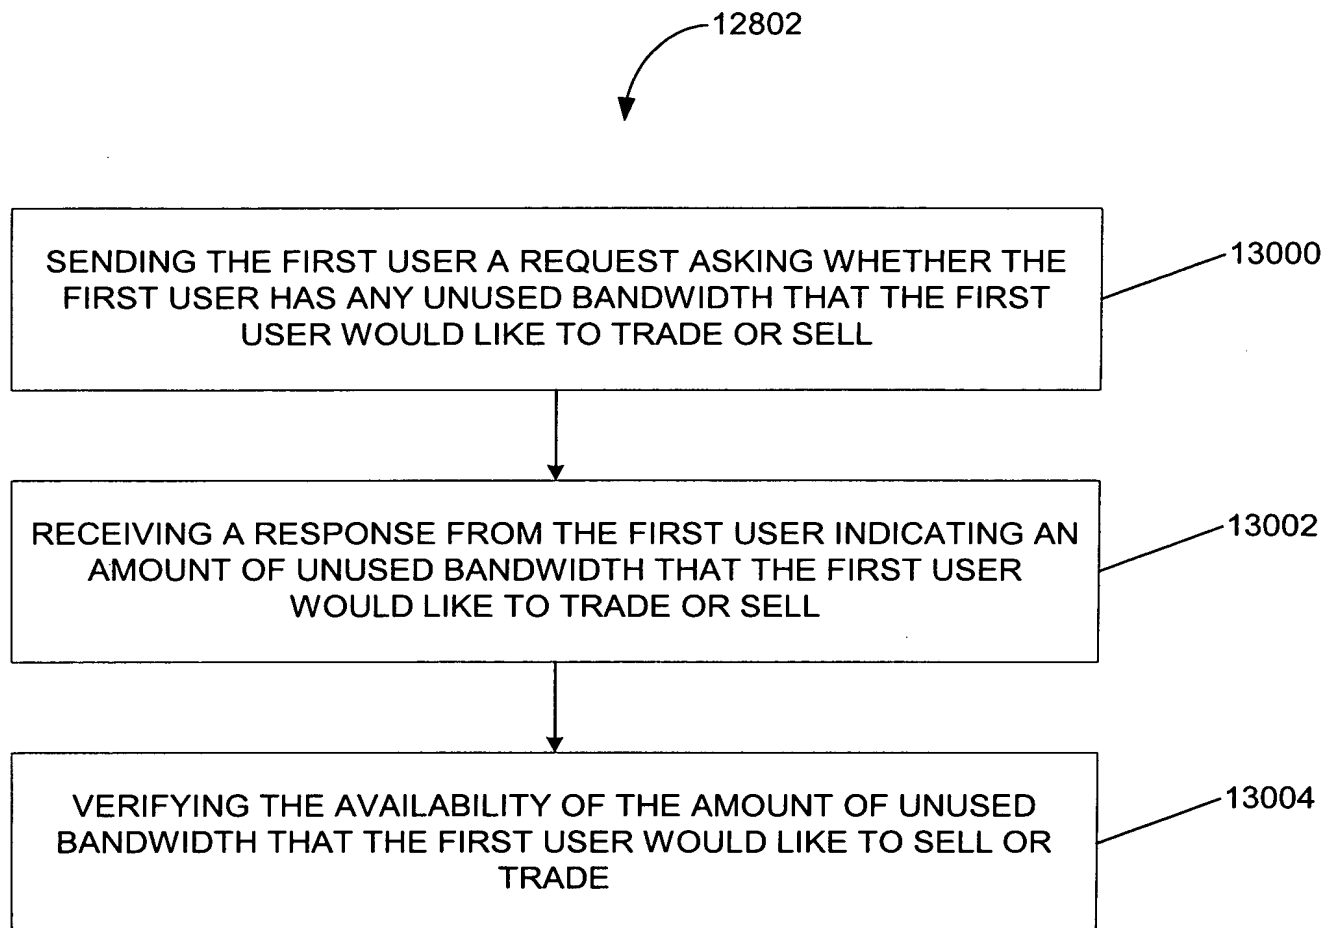 12802
SENDING THE FIRST USER A REQUEST ASKING WHETHER THE
FIRST USER HAS ANY UNUSED BANDWIDTH THAT THE FIRST
USER WOULD LIKE TO TRADE OR SELL
13000
RECEIVING A RESPONSE FROM THE FIRST USER INDICATING AN
AMOUNT OF UNUSED BANDWIDTH THAT THE FIRST USER
WOULD LIKE TO TRADE OR SELL
13002
VERIFYING THE AVAILABILITY OF THE AMOUNT OF UNUSED
BANDWIDTH THAT THE FIRST USER WOULD LIKE TO SELL OR
TRADE
13004